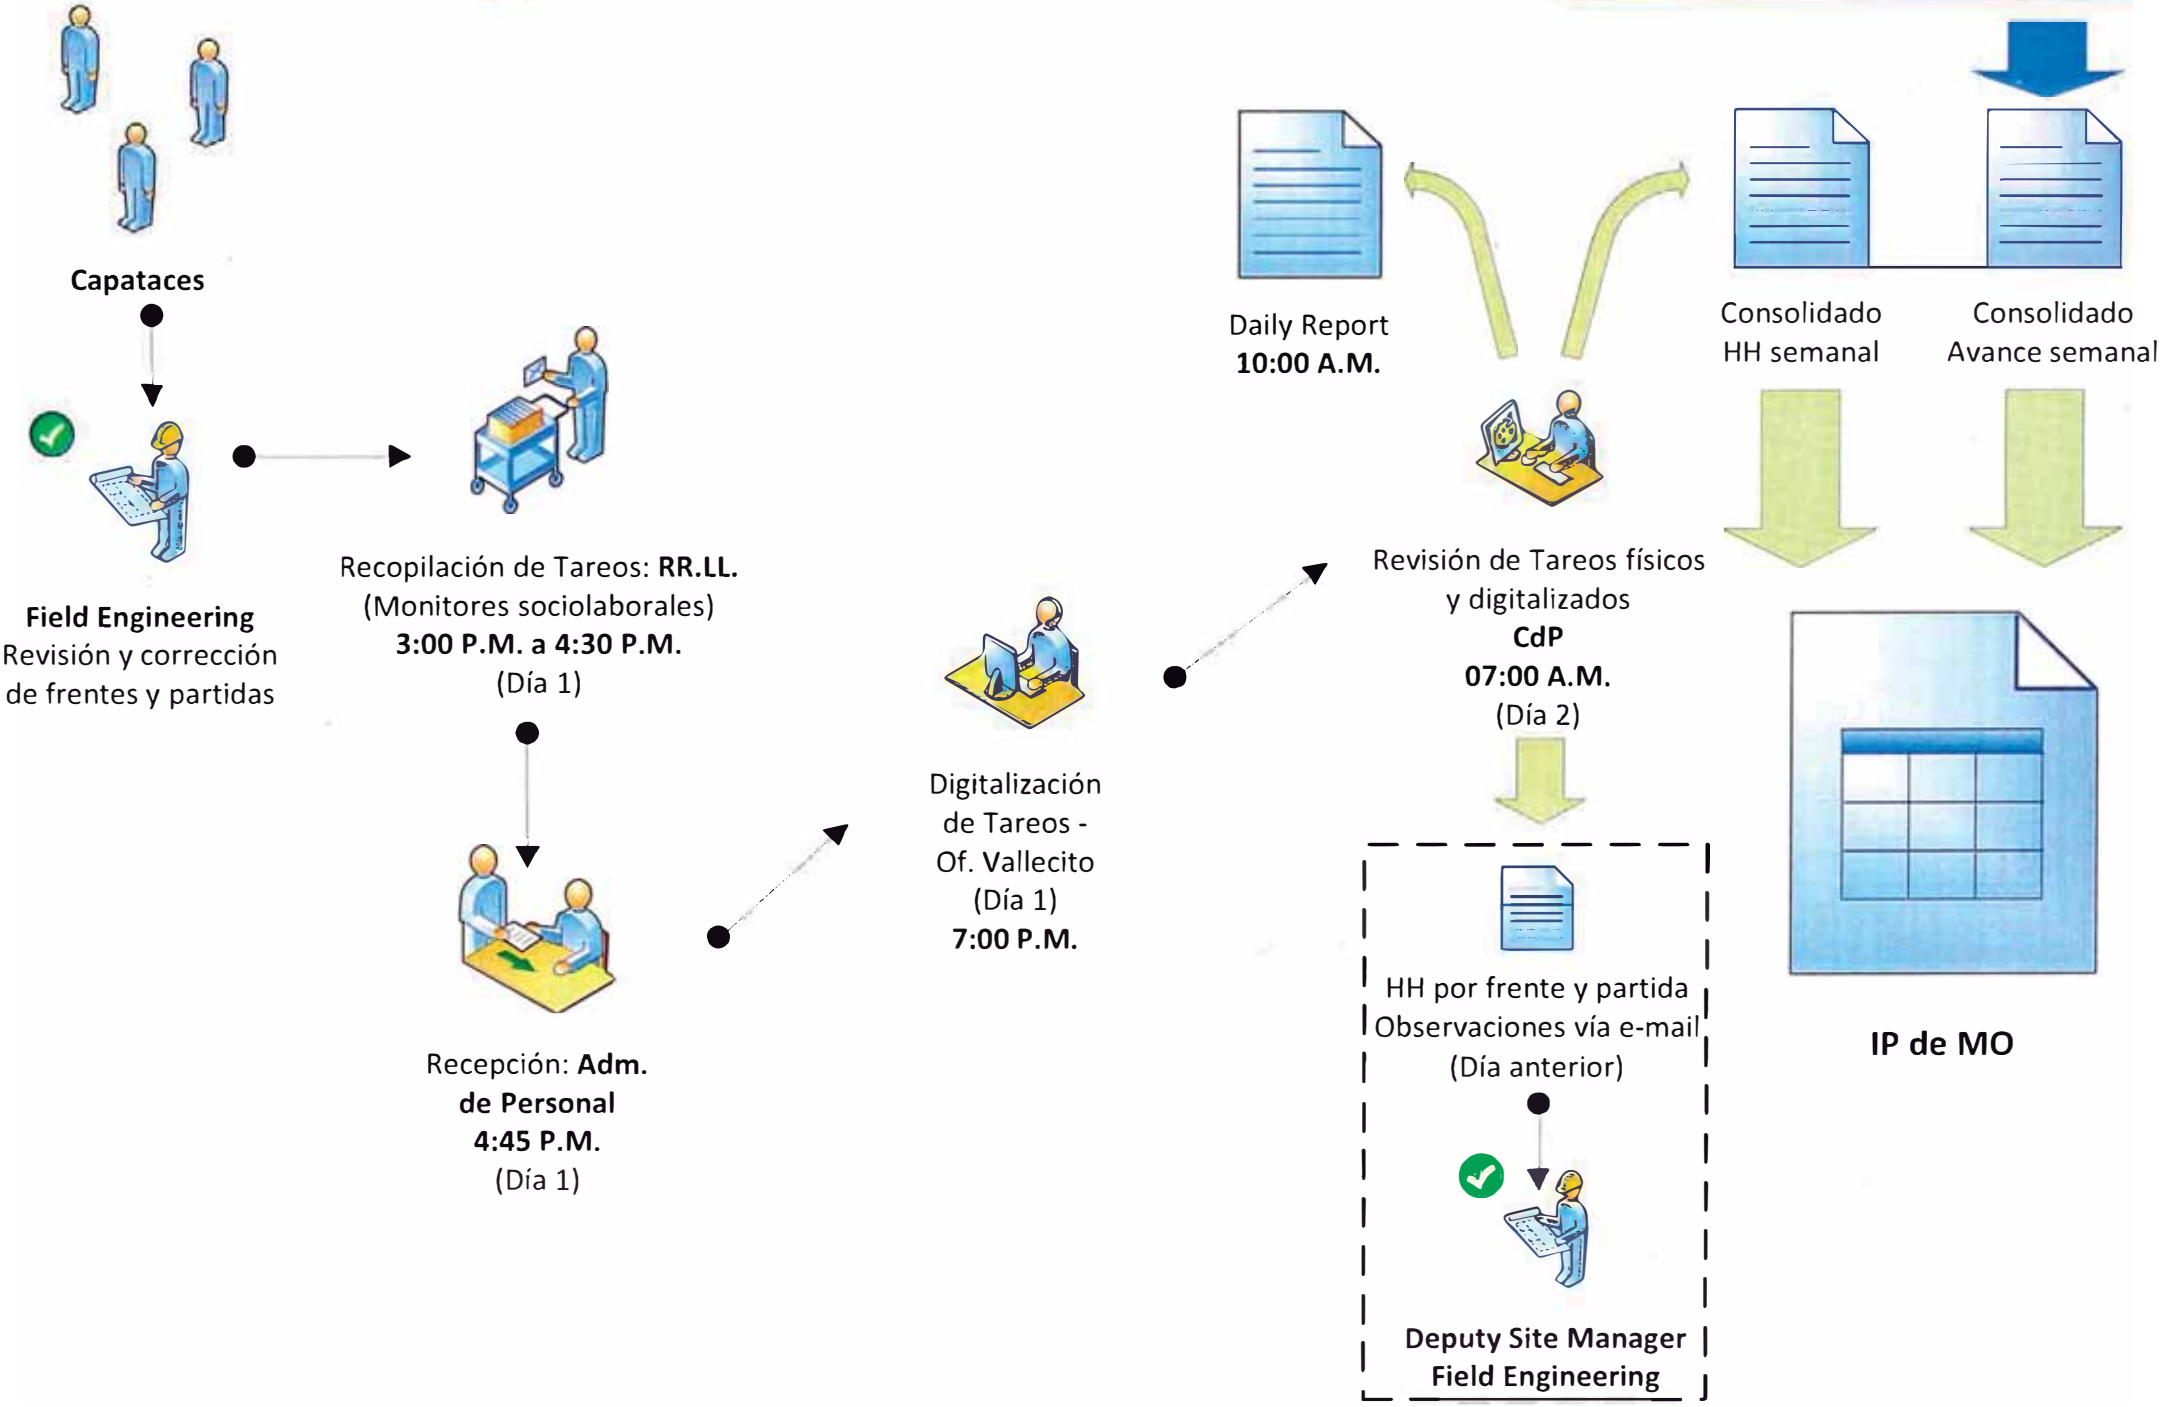 Capataces
Field Engineering
Revisión y corrección
de frentes y partidas
Recopilación de Tareos: RR.LL.
(Monitores sociolaborales)
3:00 P.M. a 4:30 P.M.
(Día 1)
Recepción: Adm.
de Personal
4:45 P.M.
(Día 1)
Digitalización
de Tareos -
Of. Vallecito
(Día 1)
7:00 P.M.
Daily Report
10:00 A.M.
Revisión de Tareos físicos
y digitalizados
CdP
07:00 A.M.
(Día 2)
HH por frente y partida
Observaciones vía e-mail
(Día anterior)
Deputy Site Manager
Field Engineering
Consolidado
HH semanal
Consolidado
Avance semanal
IP de MO